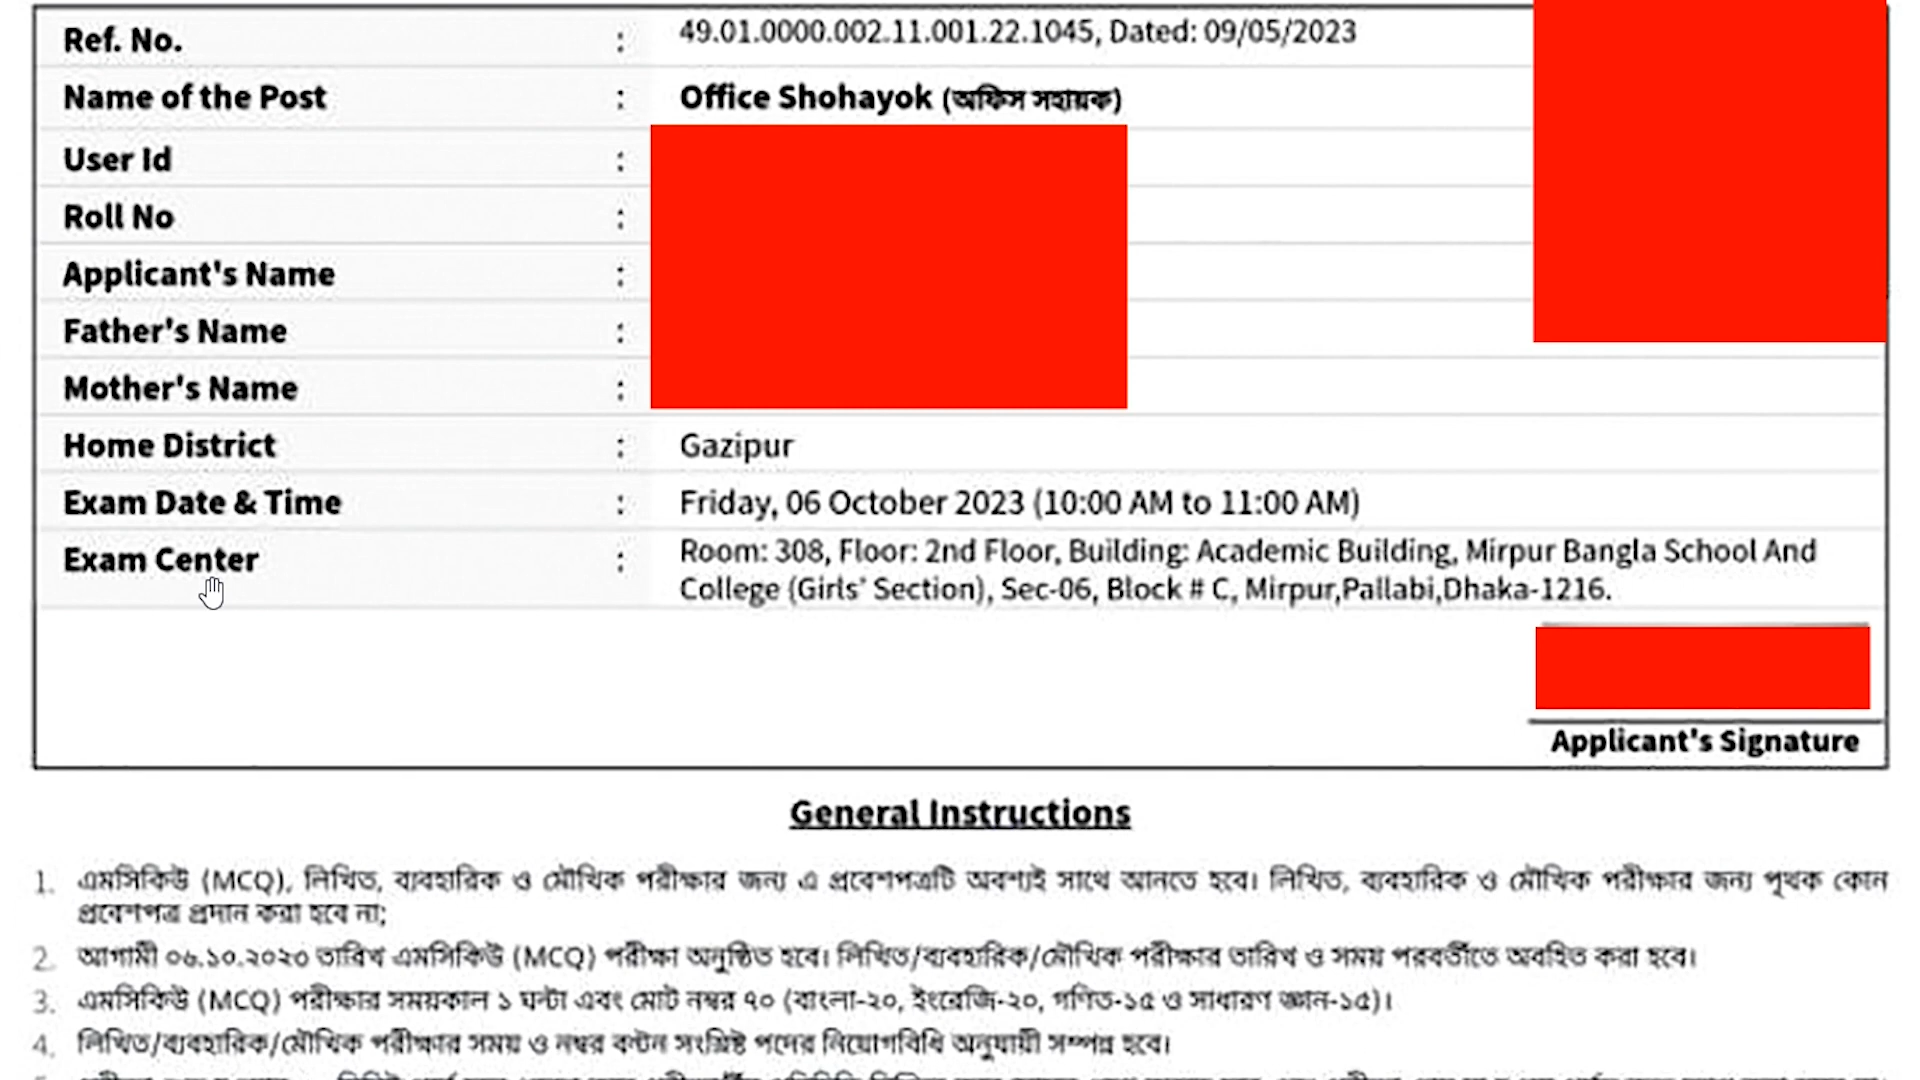 Ref. No. : 49.01.0000.002.11.001.22.1045, Dated: 09/05/2023
Name of the Post : Office Shohayok (অফিস সহায়ক)
User Id :
Roll No :
Applicant's Name :
Father's Name :
Mother's Name :
Home District : Gazipur
Exam Date & Time : Friday, 06 October 2023 (10:00 AM to 11:00 AM)
Exam Center : Room: 308, Floor: 2nd Floor, Building: Academic Building, Mirpur Bangla School And
College (Girls' Section), Sec-06, Block # C, Mirpur,Pallabi,Dhaka-1216.
Applicant's Signature
General Instructions
1. এমসিকিউ (MCQ), লিখিত, ব্যবহারিক ও মৌখিক পরীক্ষার জন্য এ প্রবেশপত্রটি অবশ্যই সাথে আনতে হবে। লিখিত, ব্যবহারিক ও মৌখিক পরীক্ষার জন্য পৃথক কোন
প্রবেশপত্র প্রদান করা হবে না;
2. আগামী ০৬.১০.২০২৩ তারিখ এমসিকিউ (MCQ) পরীক্ষা অনুষ্ঠিত হবে। লিখিত/ব্যবহারিক/মৌখিক পরীক্ষার তারিখ ও সময় পরবর্তীতে অবহিত করা হবে।
3. এমসিকিউ (MCQ) পরীক্ষার সময়কাল ১ ঘন্টা এবং মোট নম্বর ৭০ (বাংলা-২০, ইংরেজি-২০, গণিত-১৫ ও সাধারণ জ্ঞান-১৫)।
4. লিখিত/ব্যবহারিক/মৌখিক পরীক্ষার সময় ও নম্বর বন্টন সংশ্লিষ্ট পদের নিয়োগবিধি অনুযায়ী সম্পন্ন হবে।